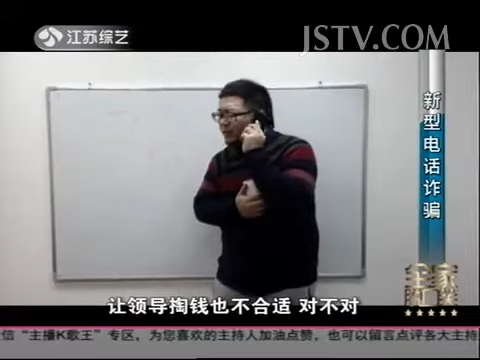 江苏综艺
JSTV.COM
新型电话诈骗
让领导掏钱也不合适 对不对
信“主播K歌王”专区，为您喜欢的主持人加油点赞，也可以留言点评各大主持